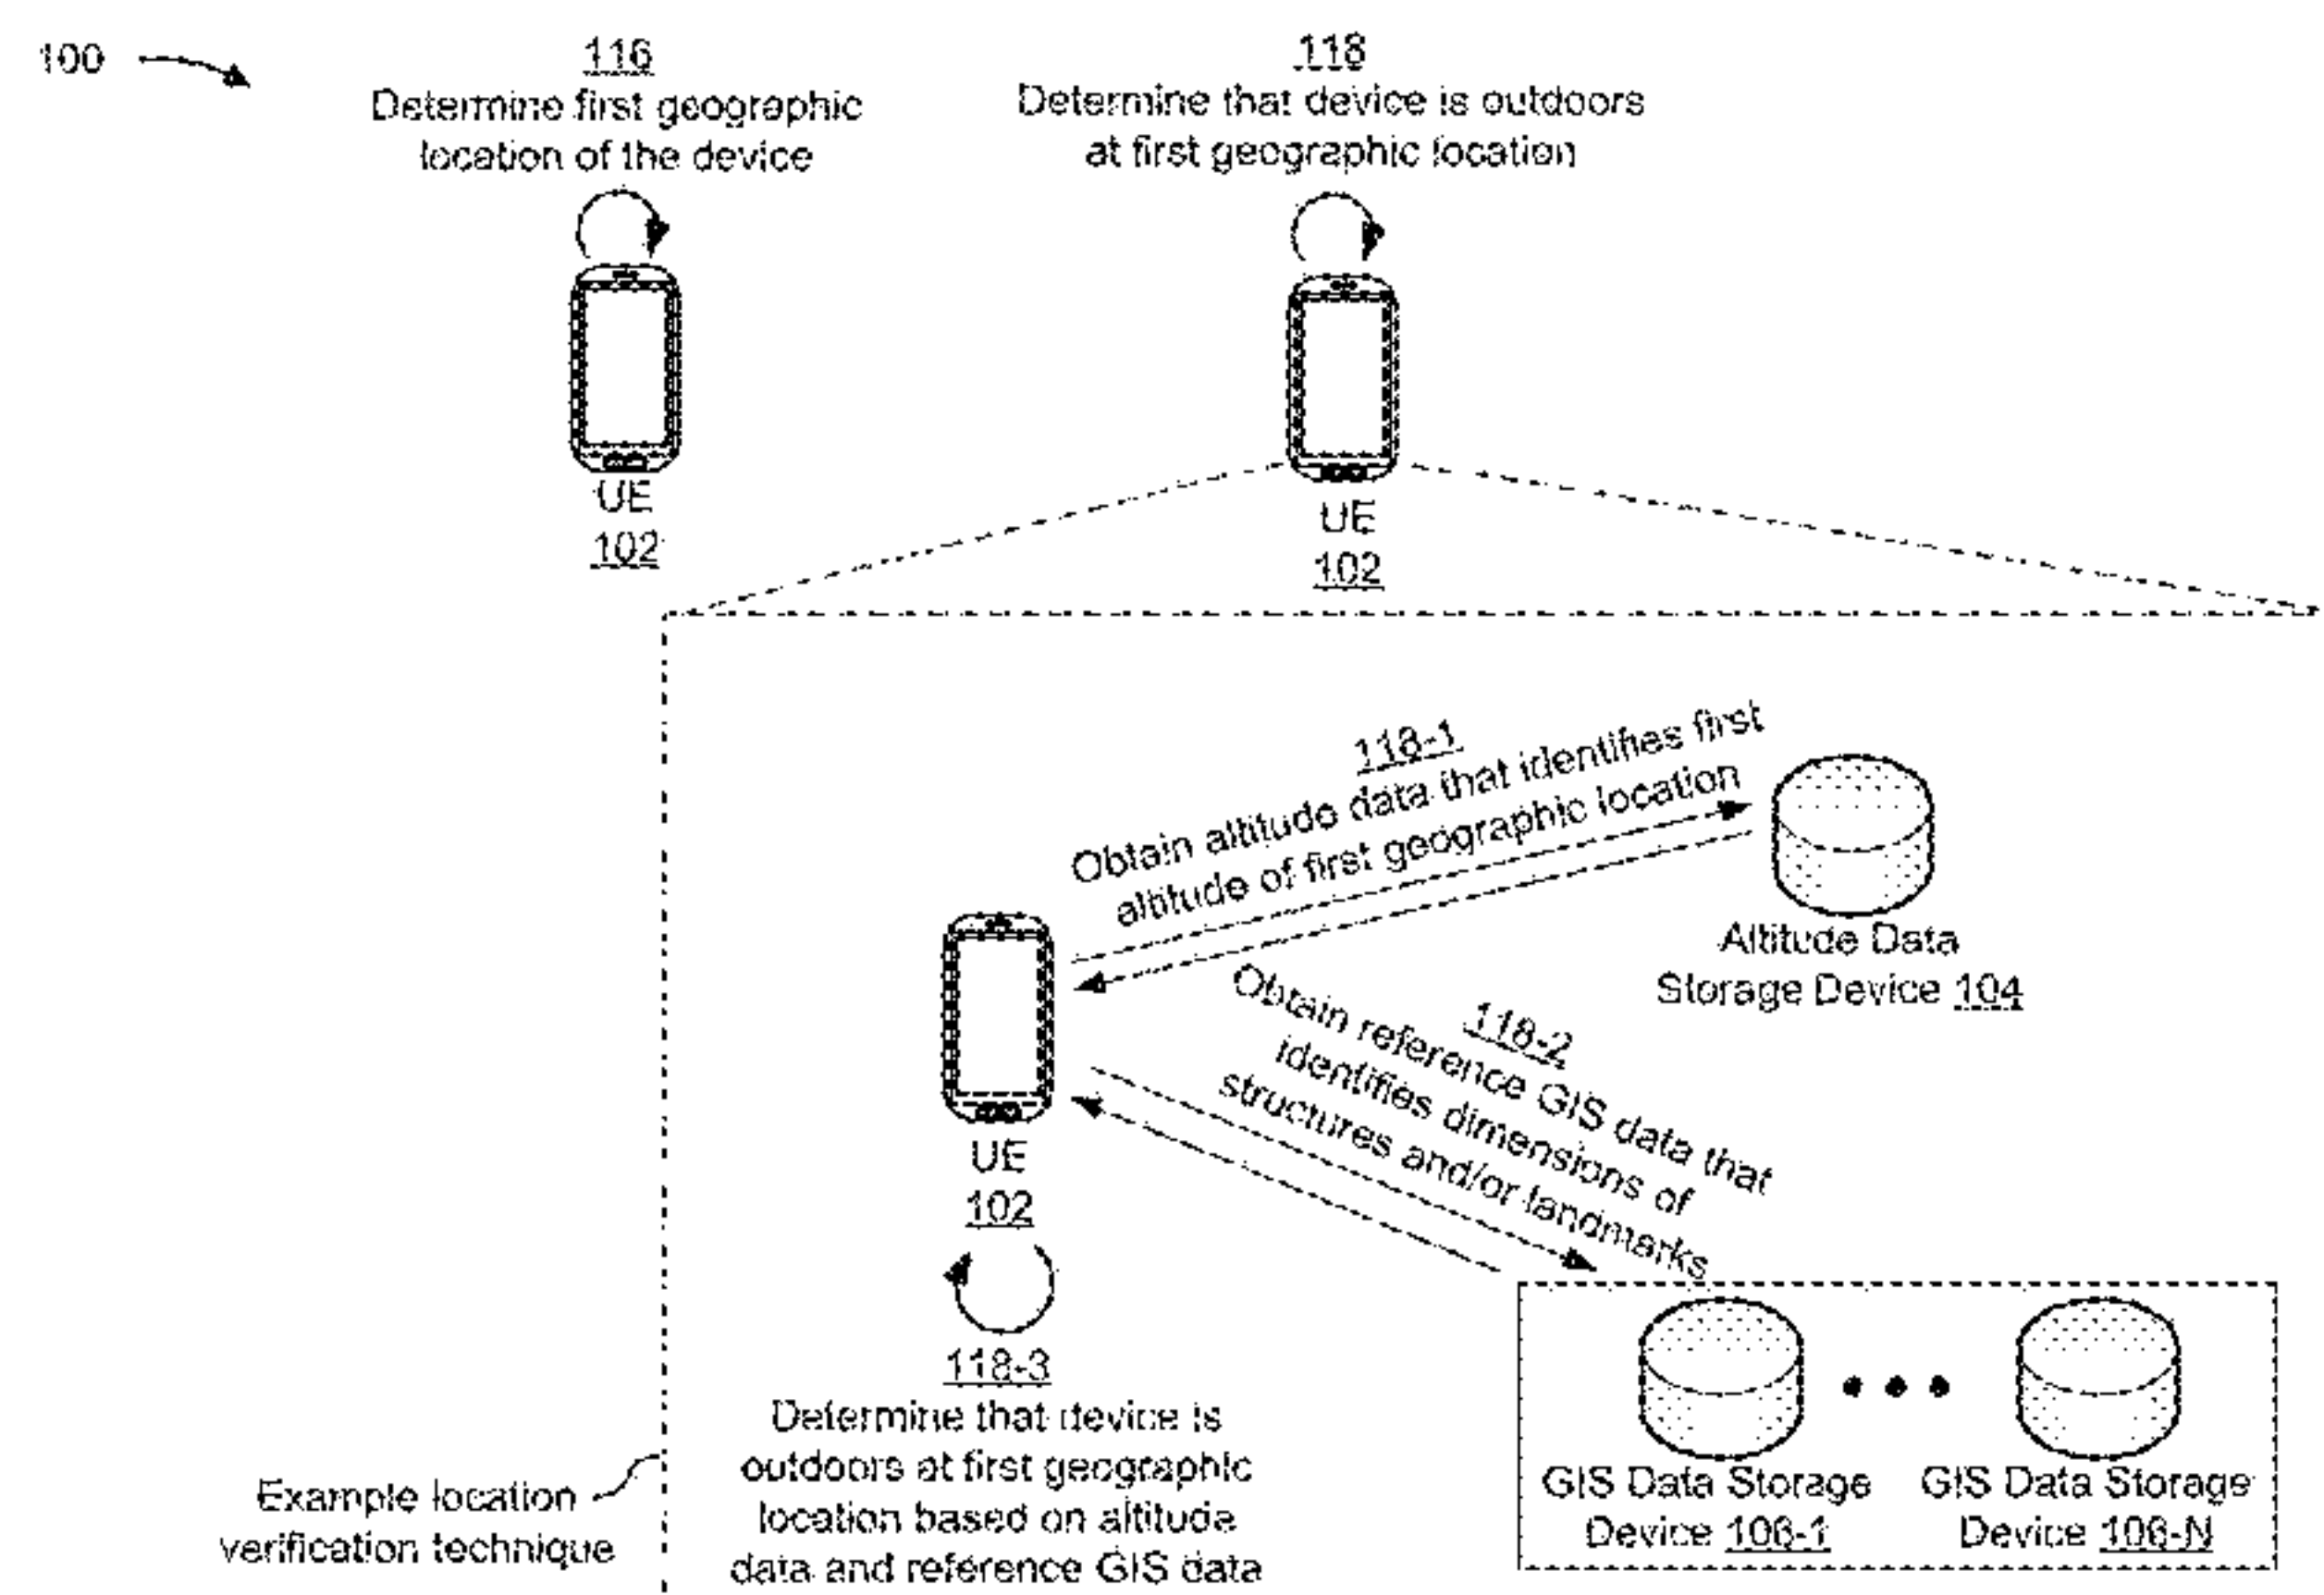 100
116
Determine first geographic
location of the device
UE
102
118
Determine that device is outdoors
at first geographic location
UE
102
118-1
Obtain altitude data that identifies first
altitude of first geographic location
Altitude Data
Storage Device 104
118-2
Obtain reference GIS data that
identifies dimensions of
structures and/or landmarks
UE
102
118-3
Determine that device is
outdoors at first geographic
location based on altitude
data and reference GIS data
Example location
verification technique
GIS Data Storage
Device 106-1
GIS Data Storage
Device 106-N